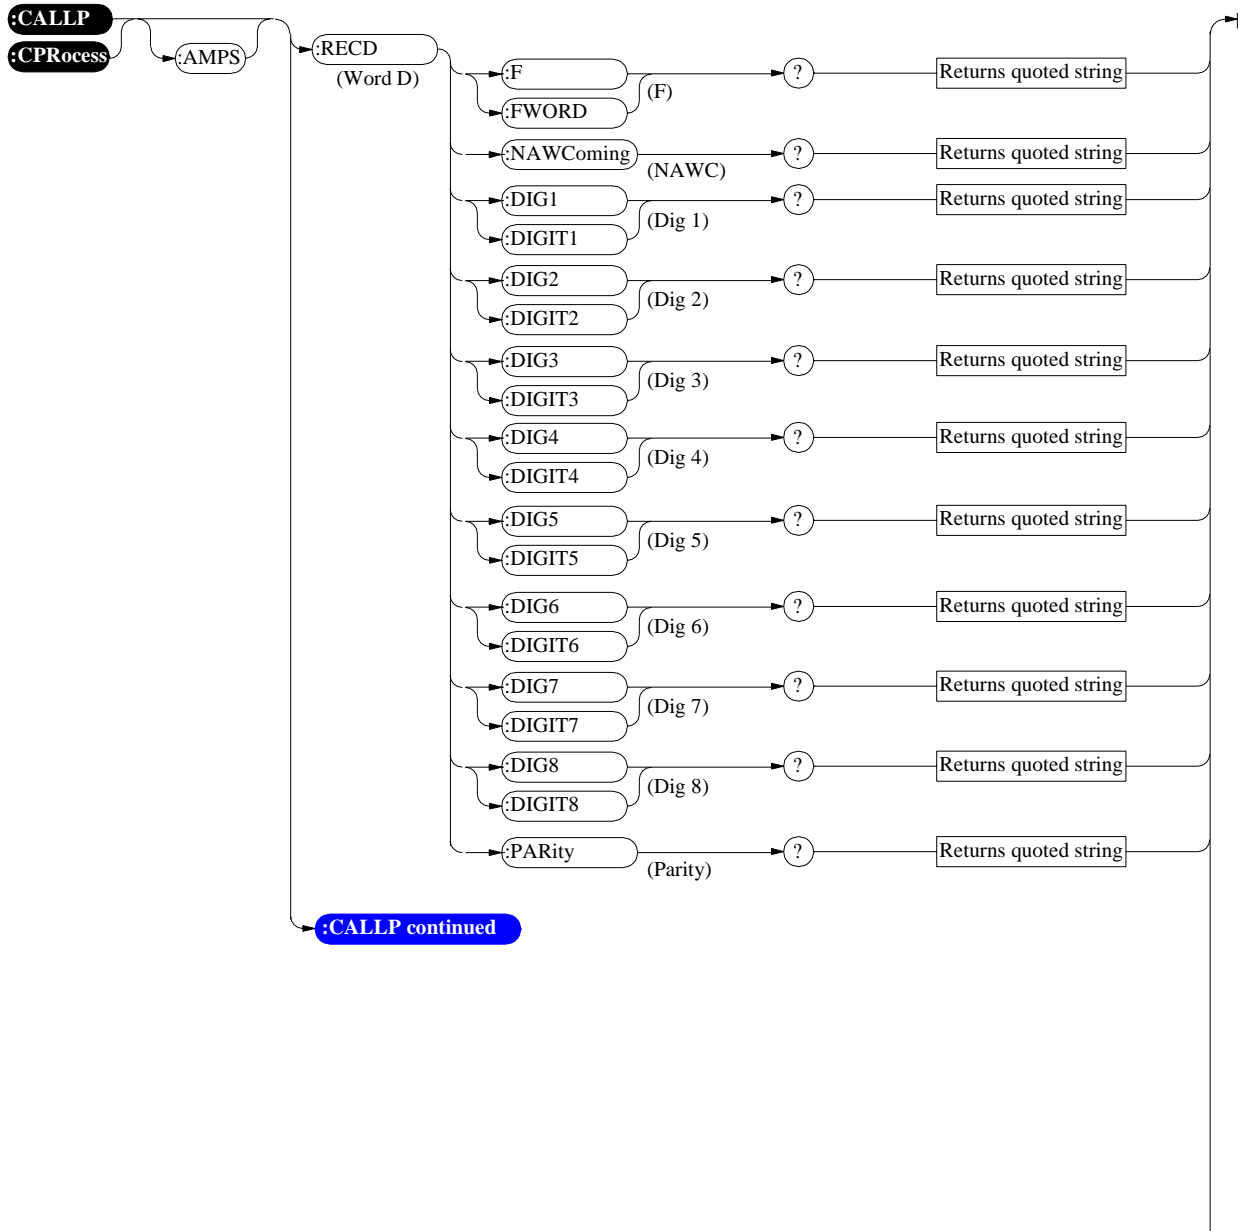 :CALLP
:CPRocess
:AMPS
:RECD
(Word D)
:F
:FWORD
(F)
?
Returns quoted string
:NAWComing
(NAWC)
?
Returns quoted string
:DIG1
:DIGIT1
(Dig 1)
?
Returns quoted string
:DIG2
:DIGIT2
(Dig 2)
?
Returns quoted string
:DIG3
:DIGIT3
(Dig 3)
?
Returns quoted string
:DIG4
:DIGIT4
(Dig 4)
?
Returns quoted string
:DIG5
:DIGIT5
(Dig 5)
?
Returns quoted string
:DIG6
:DIGIT6
(Dig 6)
?
Returns quoted string
:DIG7
:DIGIT7
(Dig 7)
?
Returns quoted string
:DIG8
:DIGIT8
(Dig 8)
?
Returns quoted string
:PARity
(Parity)
?
Returns quoted string
:CALLP continued